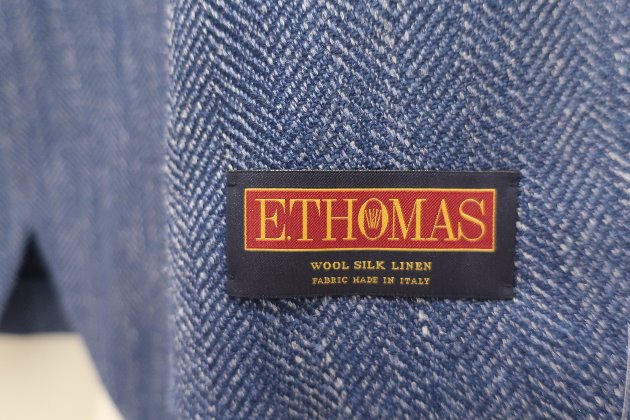 E.THOMAS
WOOL SILK LINEN
FABRIC MADE IN ITALY